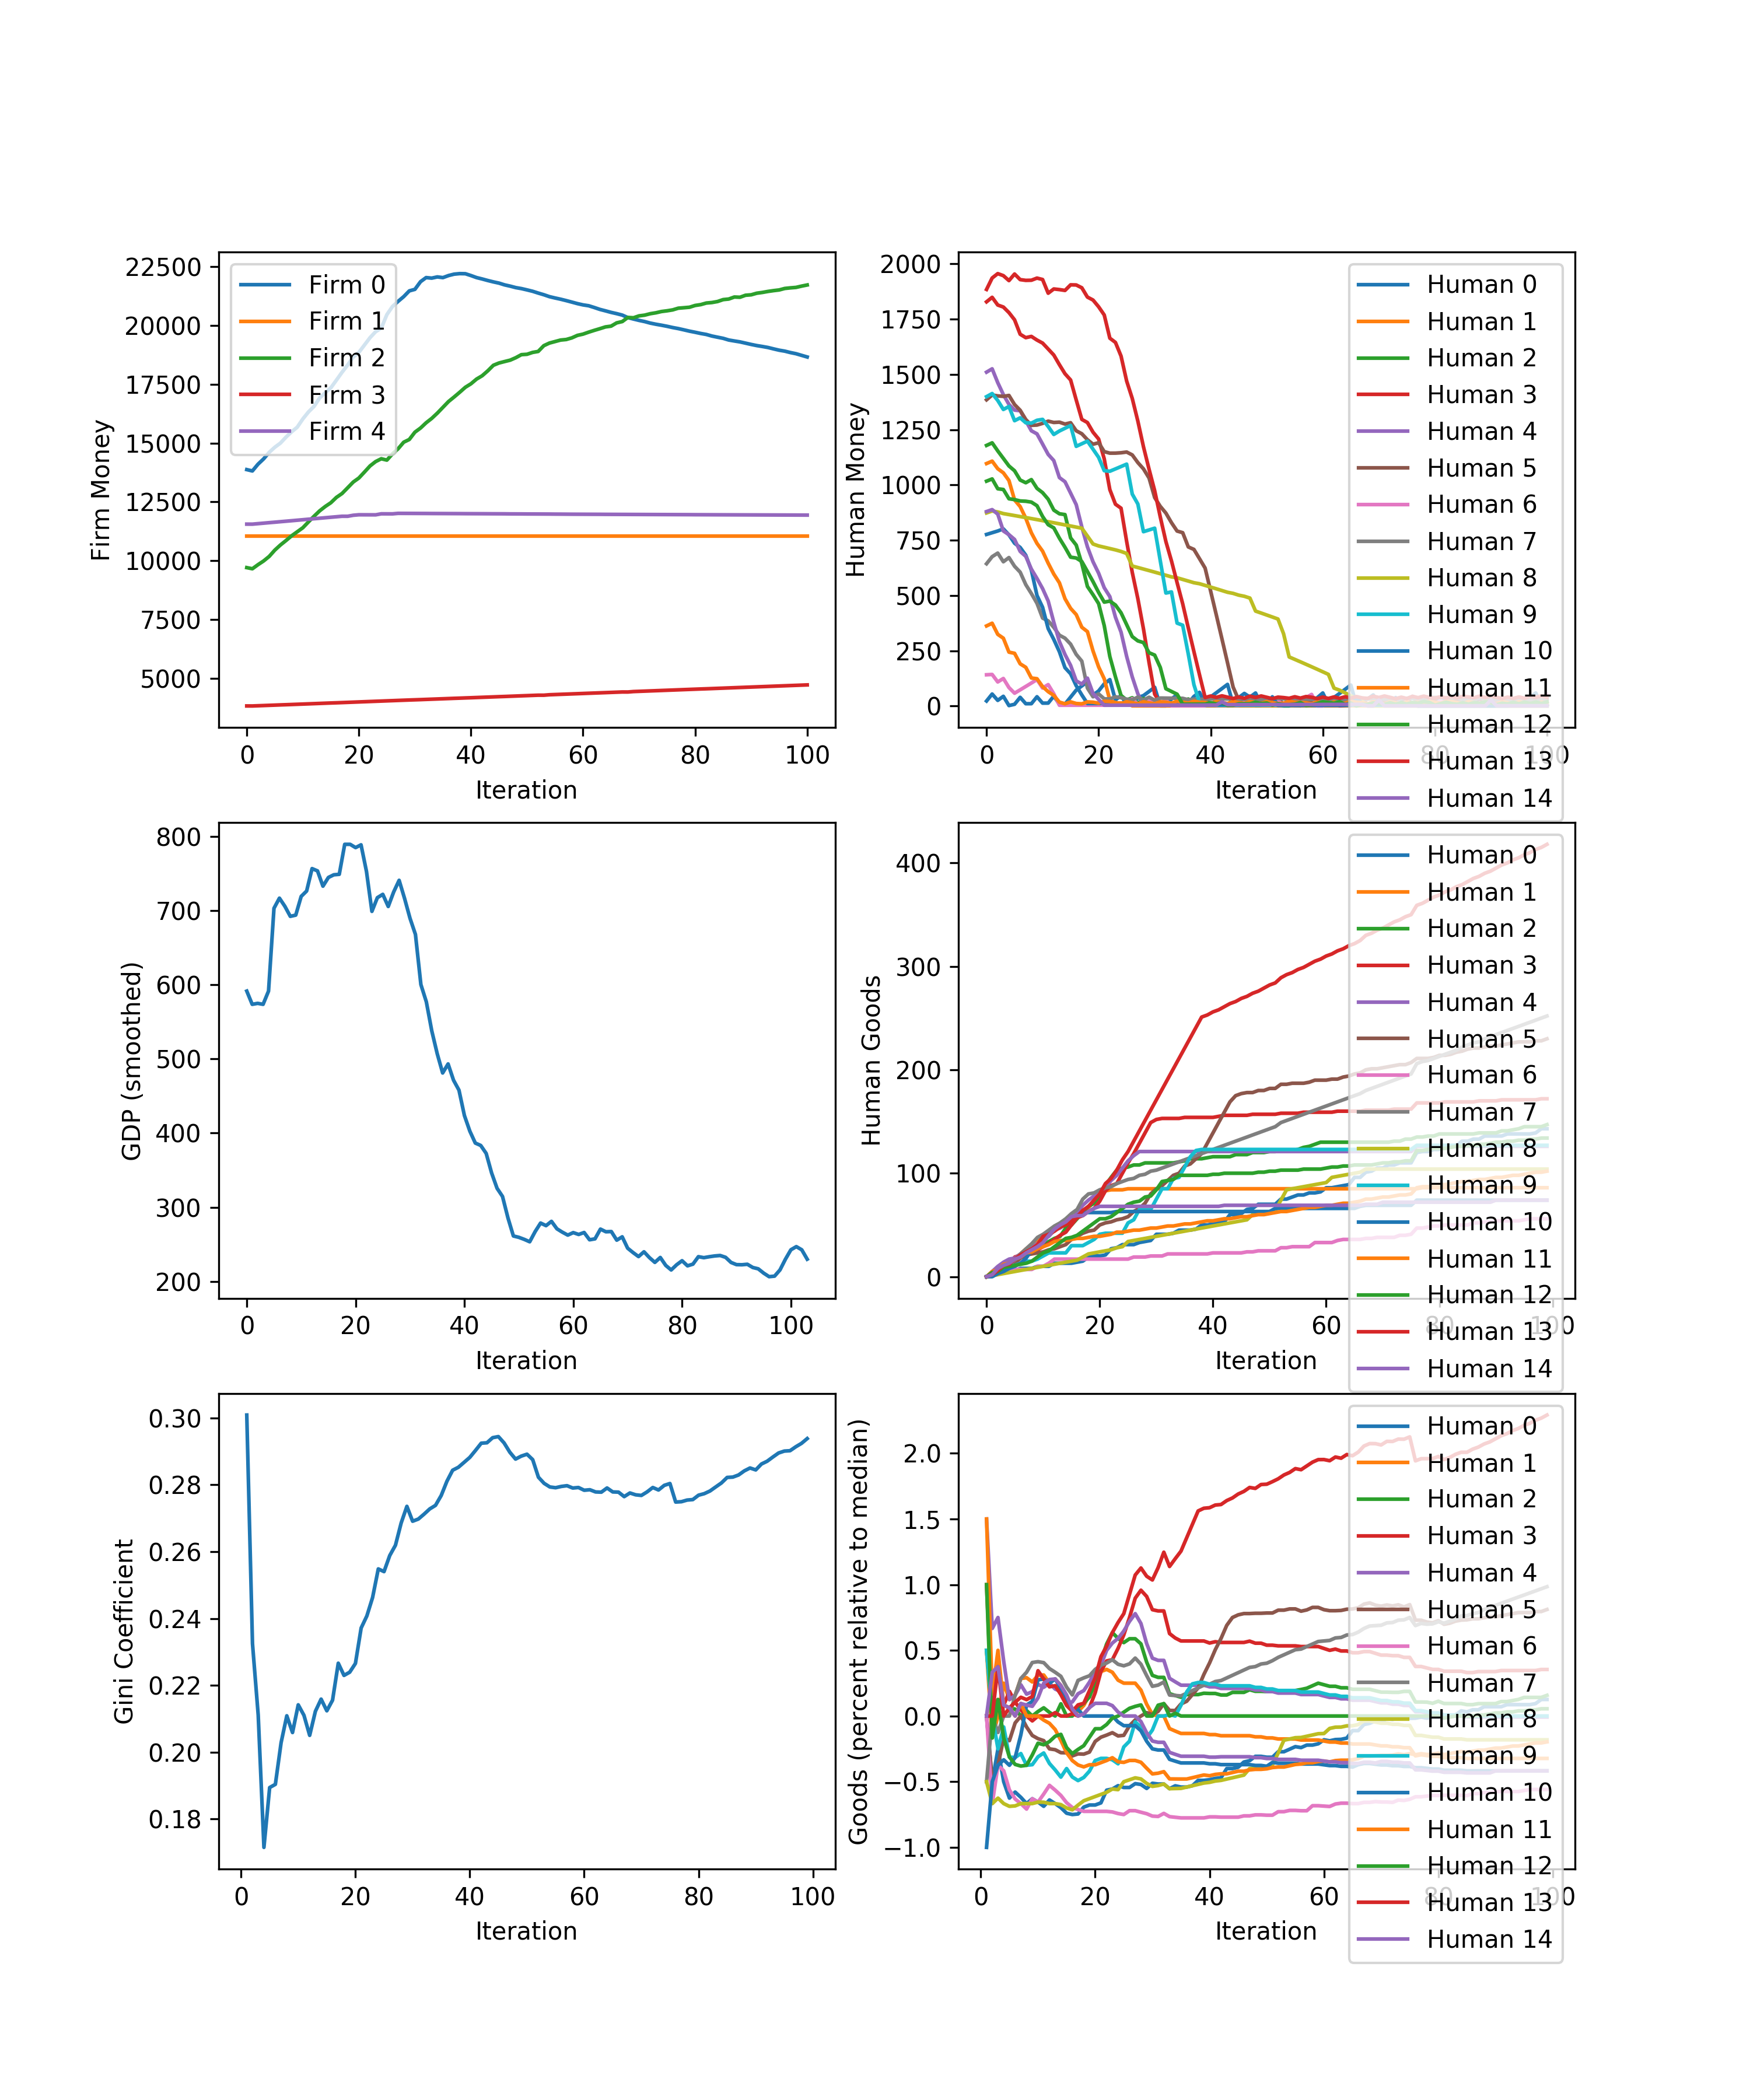 22500
20000
17500
15000
12500
10000
7500
5000
Firm Money
Firm 0
Firm 1
Firm 2
Firm 3
Firm 4
0 20 40 60 80 100
Iteration
2000
1750
1500
1250
1000
750
500
250
0
Human Money
Human 0
Human 1
Human 2
Human 3
Human 4
Human 5
Human 6
Human 7
Human 8
Human 9
Human 10
Human 11
Human 12
Human 13
Human 14
0 20 40 60 80 100
Iteration
800
700
600
500
400
300
200
GDP (smoothed)
0 20 40 60 80 100
Iteration
400
300
200
100
0
Human Goods
Human 0
Human 1
Human 2
Human 3
Human 4
Human 5
Human 6
Human 7
Human 8
Human 9
Human 10
Human 11
Human 12
Human 13
Human 14
0 20 40 60 80 100
Iteration
0.30
0.28
0.26
0.24
0.22
0.20
0.18
Gini Coefficient
0 20 40 60 80 100
Iteration
2.0
1.5
1.0
0.5
0.0
−0.5
−1.0
Goods (percent relative to median)
Human 0
Human 1
Human 2
Human 3
Human 4
Human 5
Human 6
Human 7
Human 8
Human 9
Human 10
Human 11
Human 12
Human 13
Human 14
0 20 40 60 80 100
Iteration